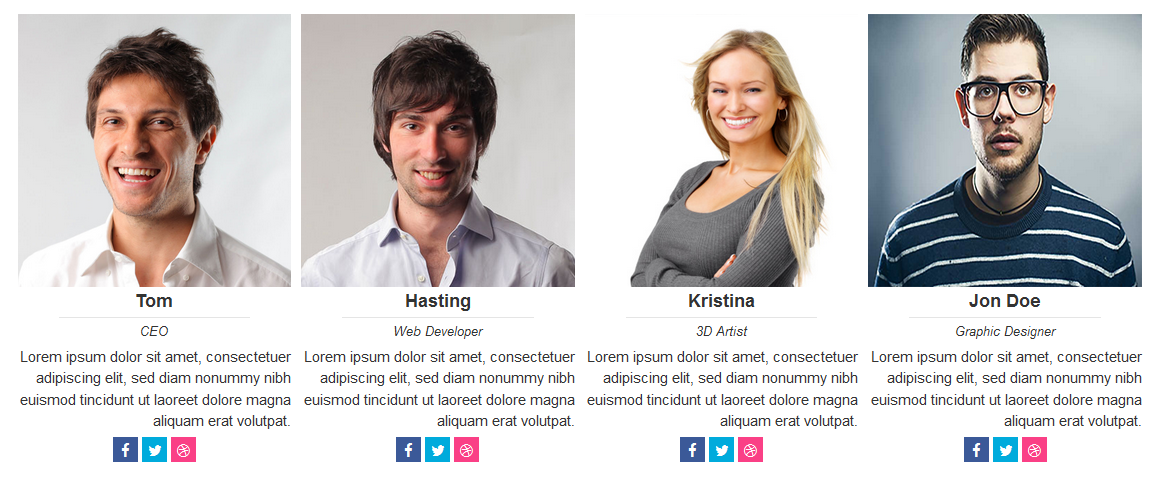 Tom
CEO
Lorem ipsum dolor sit amet, consectetuer
adipiscing elit, sed diam nonummy nibh
euismod tincidunt ut laoreet dolore magna
aliquam erat volutpat.
Hasting
Web Developer
Lorem ipsum dolor sit amet, consectetuer
adipiscing elit, sed diam nonummy nibh
euismod tincidunt ut laoreet dolore magna
aliquam erat volutpat.
Kristina
3D Artist
Lorem ipsum dolor sit amet, consectetuer
adipiscing elit, sed diam nonummy nibh
euismod tincidunt ut laoreet dolore magna
aliquam erat volutpat.
Jon Doe
Graphic Designer
Lorem ipsum dolor sit amet, consectetuer
adipiscing elit, sed diam nonummy nibh
euismod tincidunt ut laoreet dolore magna
aliquam erat volutpat.